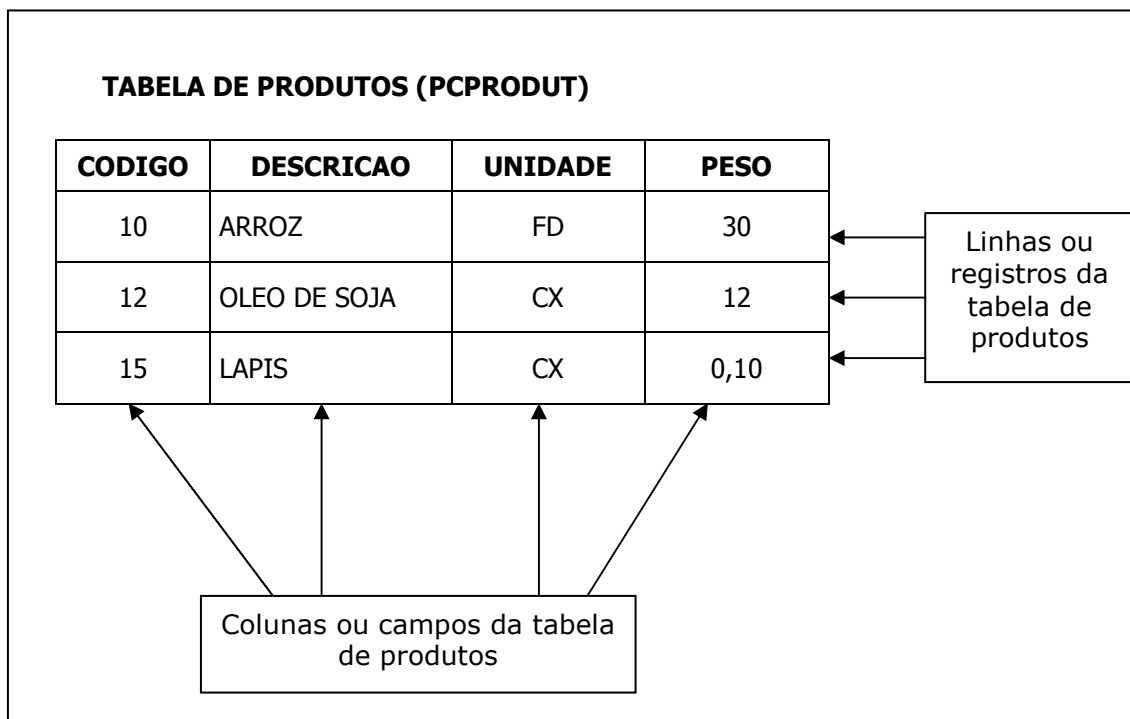 TABELA DE PRODUTOS (PCPRODUT)
CODIGO DESCRICAO UNIDADE PESO
10 ARROZ FD 30
12 OLEO DE SOJA CX 12
15 LAPIS CX 0,10
Linhas ou
registros da
tabela de
produtos
Colunas ou campos da tabela
de produtos